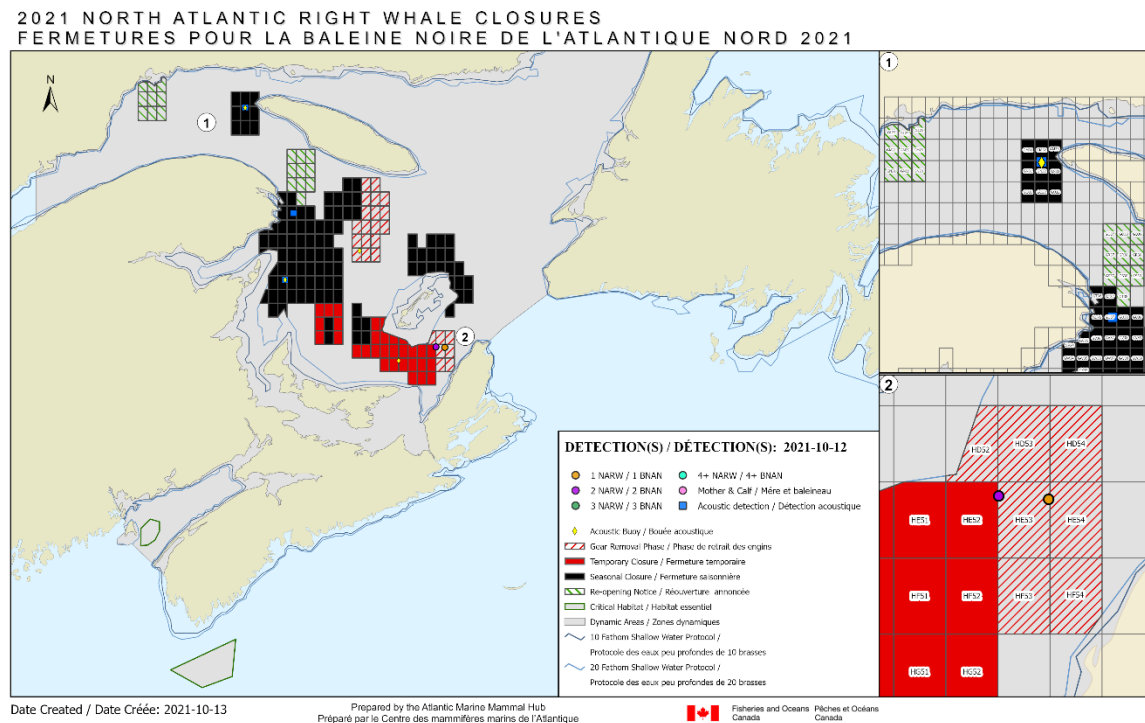 2021 NORTH ATLANTIC RIGHT WHALE CLOSURES
FERMETURES POUR LA BALEINE NOIRE DE L'ATLANTIQUE NORD 2021
N
1
2
1
2
HD52
HD53
HD54
HE51
HE52
HE53
HE54
HF51
HF52
HF53
HF54
HG51
HG52
DETECTION(S) / DÉTECTION(S): 2021-10-12
1 NARW / 1 BNAN
4+ NARW / 4+ BNAN
2 NARW / 2 BNAN
Mother & Calf / Mére et baleineau
3 NARW / 3 BNAN
Acoustic detection / Détection acoustique
Acoustic Buoy / Bouée acoustique
Gear Removal Phase / Phase de retrait des engins
Temporary Closure / Fermeture temporaire
Seasonal Closure / Fermeture saisonnière
Re-opening Notice / Réouverture annoncée
Critical Habitat / Habitat essentiel
Dynamic Areas / Zones dynamiques
10 Fathom Shallow Water Protocol /
Protocole des eaux peu profondes de 10 brasses
20 Fathom Shallow Water Protocol /
Protocole des eaux peu profondes de 20 brasses
Date Created / Date Créée: 2021-10-13
Prepared by the Atlantic Marine Mammal Hub
Préparé par le Centre des mammifères marins de l'Atlantique
Fisheries and Oceans Pêches et Océans
Canada Canada